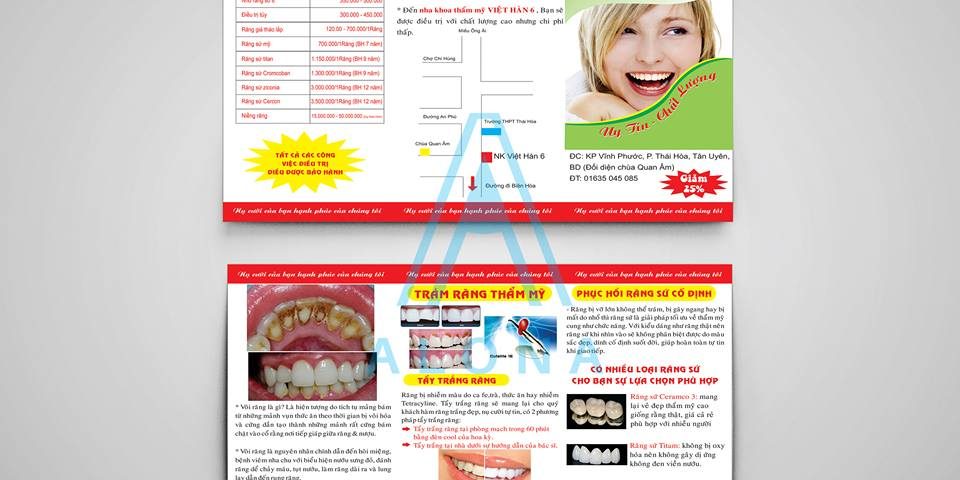 Điều trị tủy 300.000 - 450.000
Răng giả tháo lắp 120.00 - 700.000/1Răng
Răng sứ mỹ 700.000/1Răng (BH 7 năm)
Răng sứ titan 1.150.000/1Răng (BH 9 năm)
Răng sứ Cromcoban 1.300.000/1Răng (BH 9 năm)
Răng sứ ziconia 3.000.000/1Răng (BH 12 năm)
Răng sứ Cercon 3.500.000/1Răng (BH 12 năm)
Niềng răng 15.000.000 - 50.000.000
TẤT CẢ CÁC CÔNG
VIỆC ĐIỀU TRỊ
ĐIỀU ĐƯỢC BẢO HÀNH
* Đến nha khoa thẩm mỹ VIỆT HÀN 6 , Bạn sẽ
được điều trị với chất lượng cao nhưng chi phí
thấp.
Miễu Ông Ải
Chợ Chí Hùng
Đường An Phú
Trường THPT Thái Hòa
Chùa Quan Âm
NK Việt Hàn 6
Đường đi Biên Hòa
Uy Tín - Chất Lượng
ĐC: KP Vĩnh Phước, P. Thái Hòa, Tân Uyên,
BD (Đối diện chùa Quan Âm)
ĐT: 01635 045 085
Giảm
25%
Nụ cười của bạn hạnh phúc của chúng tôi
Nụ cười của bạn hạnh phúc của chúng tôi
Nụ cười của bạn hạnh phúc của chúng tôi
Nụ cười của bạn hạnh phúc của chúng tôi
Nụ cười của bạn hạnh phúc của chúng tôi
Nụ cười của bạn hạnh phúc của chúng tôi
* Vôi răng là gì? Là hiện tượng do tích tụ mảng bám
từ những mảnh vụn thức ăn theo thời gian bị vôi hóa
và cứng dần tạo thành những mảnh rất cứng bám
chặt vào cổ răng nơi tiếp giáp giữa răng & nướu.
* Vôi răng là nguyên nhân chính dẫn đến hôi miệng,
bệnh viêm nha chu với biểu hiện nướu sưng đỏ, đánh
răng dễ chảy máu, tụt nướu, làm răng dài ra và lung
lay dẫn đến rụng răng.
TRÁM RĂNG THẨM MỸ
TẨY TRẮNG RĂNG
Răng bị nhiễm màu do cà fe,trà, thức ăn hay nhiễm
Tetracyline. Tẩy trắng răng sẽ mang lại cho quý
khách hàm răng trắng đẹp, nụ cười tự tin, có 2 phương
pháp tẩy trắng răng:
Tẩy trắng răng tại phòng mạch trong 60 phút
bằng đèn cool của hoa kỳ.
Tẩy trắng răng tại nhà dưới sự hướng dẫn của bác sĩ.
PHỤC HỒI RĂNG SỨ CỐ ĐỊNH
- Răng bị vỡ lớn không thể trám, bị gãy ngang hay bị
mất do nhổ thì răng sứ là giải pháp tối ưu về thẩm mỹ
cung như chức năng. Với kiểu dáng như răng thật nên
răng sứ khi nhìn vào sẽ không phân biệt được do màu
sắc đẹp, dính cố định suốt đời, giúp hoàn toàn tự tin
khi giao tiếp.
CÓ NHIỀU LOẠI RĂNG SỨ
CHO BẠN SỰ LỰA CHỌN PHÙ HỢP
Răng sứ Ceramco 3: mang
lại vẻ đẹp thẩm mỹ cao
giống răng thật, giá cả rẻ
phù hợp với nhiều người
Răng sứ Titam: không bị oxy
hóa nên không gây dị ứng
không đen viền nướu.
ALONA